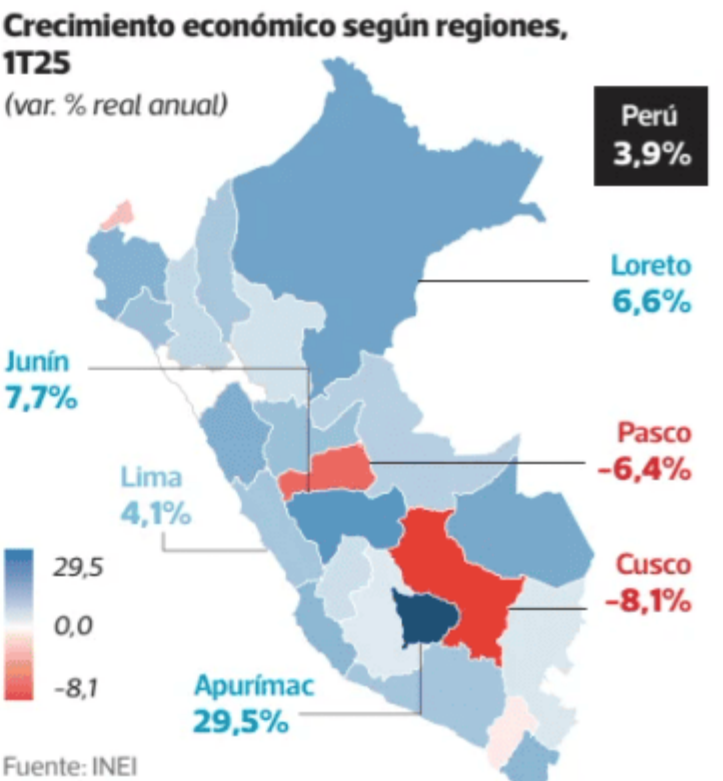 Crecimiento económico según regiones,
1T25
(var. % real anual)
Perú
3,9%
Loreto
6,6%
Junín
7,7%
Pasco
-6,4%
Lima
4,1%
29,5
0,0
-8,1
Cusco
-8,1%
Apurímac
29,5%
Fuente: INEI